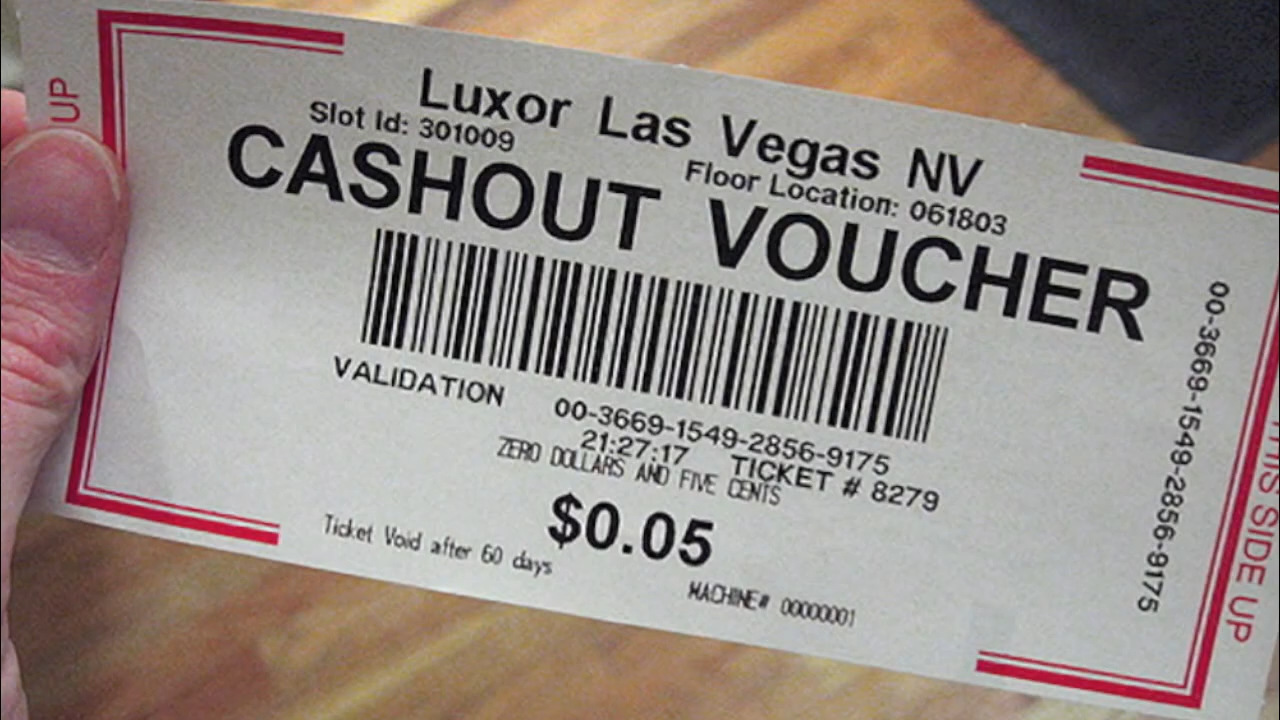 Luxor Las Vegas NV
Slot Id: 301009 Floor Location: 061803
CASHOUT VOUCHER
VALIDATION 00-3669-1549-2856-9175
21:27:17 TICKET # 8279
ZERO DOLLARS AND FIVE CENTS
$0.05
Ticket Void after 60 days
MACHINE# 00000001
00-3669-1549-2856-9175
THIS SIDE UP
UP